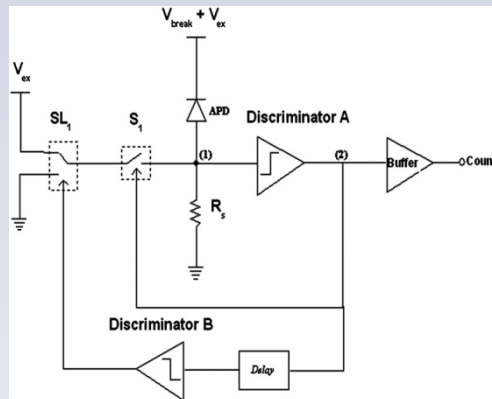 V_break + V_ex
V_ex
SL_1
S_1
APD
Discriminator A
(1)
(2)
Buffer
Coun
R_s
Discriminator B
Delay